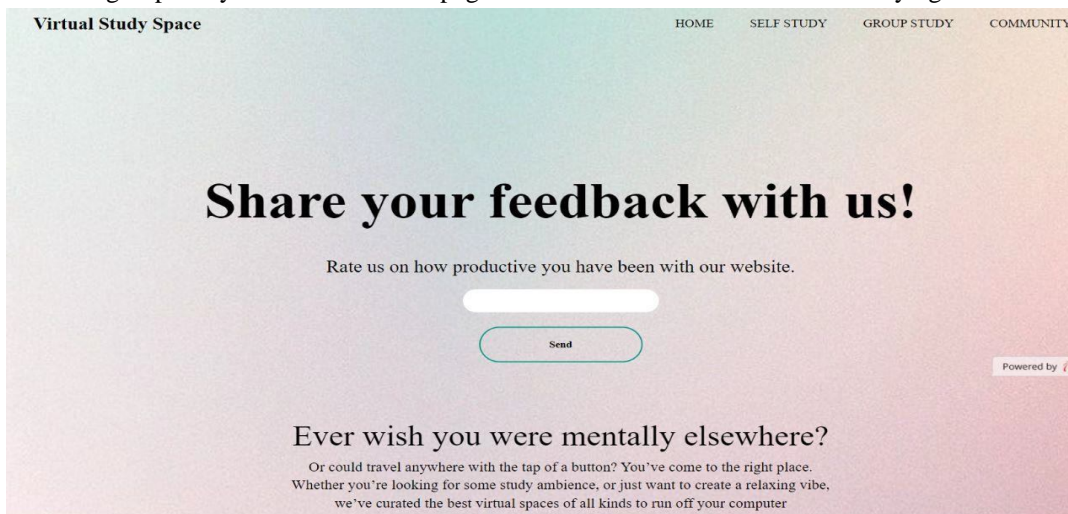 Virtual Study Space
HOME SELF STUDY GROUP STUDY COMMUNITY
Share your feedback with us!
Rate us on how productive you have been with our website.
Send
Powered by
Ever wish you were mentally elsewhere?
Or could travel anywhere with the tap of a button? You've come to the right place.
Whether you're looking for some study ambience, or just want to create a relaxing vibe,
we've curated the best virtual spaces of all kinds to run off your computer